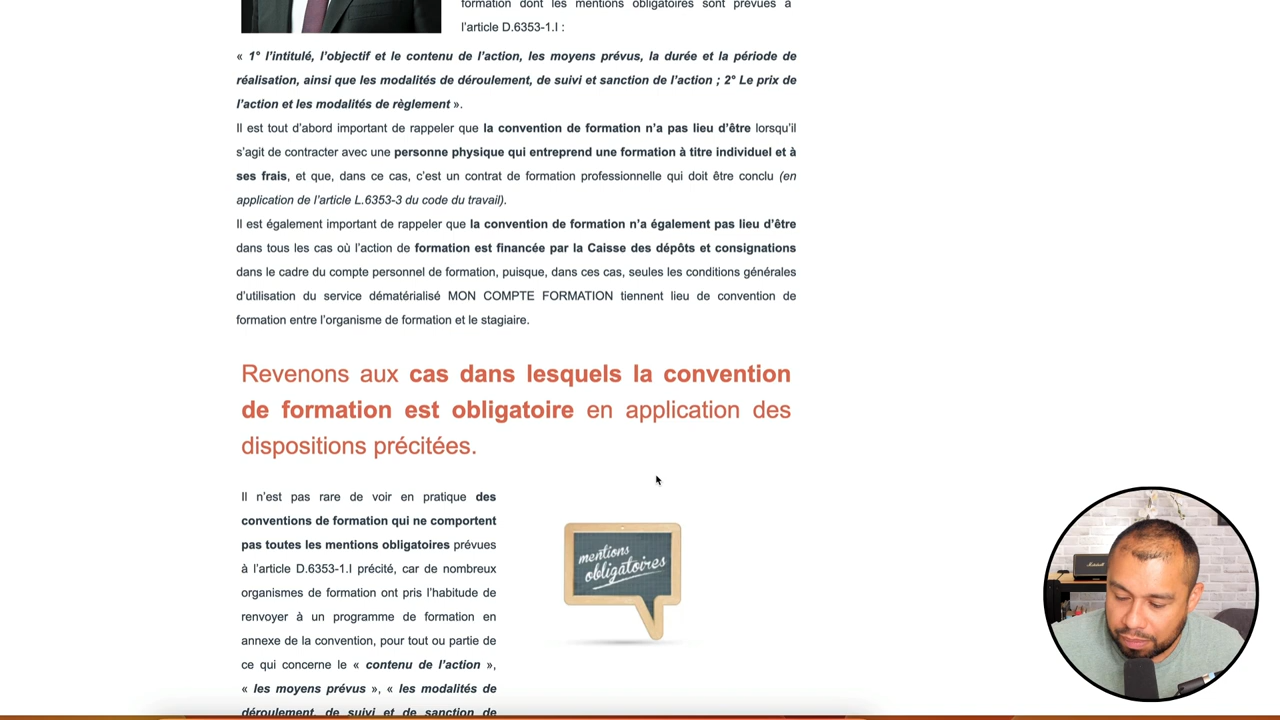 formation dont les mentions obligatoires sont prévues à
l’article D.6353-1.I :
« 1° l’intitulé, l’objectif et le contenu de l’action, les moyens prévus, la durée et la période de
réalisation, ainsi que les modalités de déroulement, de suivi et sanction de l’action ; 2° Le prix de
l’action et les modalités de règlement ».
Il est tout d’abord important de rappeler que la convention de formation n’a pas lieu d’être lorsqu’il
s’agit de contracter avec une personne physique qui entreprend une formation à titre individuel et à
ses frais, et que, dans ce cas, c’est un contrat de formation professionnelle qui doit être conclu (en
application de l’article L.6353-3 du code du travail).
Il est également important de rappeler que la convention de formation n’a également pas lieu d’être
dans tous les cas où l’action de formation est financée par la Caisse des dépôts et consignations
dans le cadre du compte personnel de formation, puisque, dans ces cas, seules les conditions générales
d’utilisation du service dématérialisé MON COMPTE FORMATION tiennent lieu de convention de
formation entre l’organisme de formation et le stagiaire.
Revenons aux cas dans lesquels la convention
de formation est obligatoire en application des
dispositions précitées.
Il n’est pas rare de voir en pratique des
conventions de formation qui ne comportent
pas toutes les mentions obligatoires prévues
à l’article D.6353-1.I précité, car de nombreux
organismes de formation ont pris l’habitude de
renvoyer à un programme de formation en
annexe de la convention, pour tout ou partie de
ce qui concerne le « contenu de l’action »,
« les moyens prévus », « les modalités de
déroulement, de suivi et de sanction de
mentions
obligatoires
Marshall